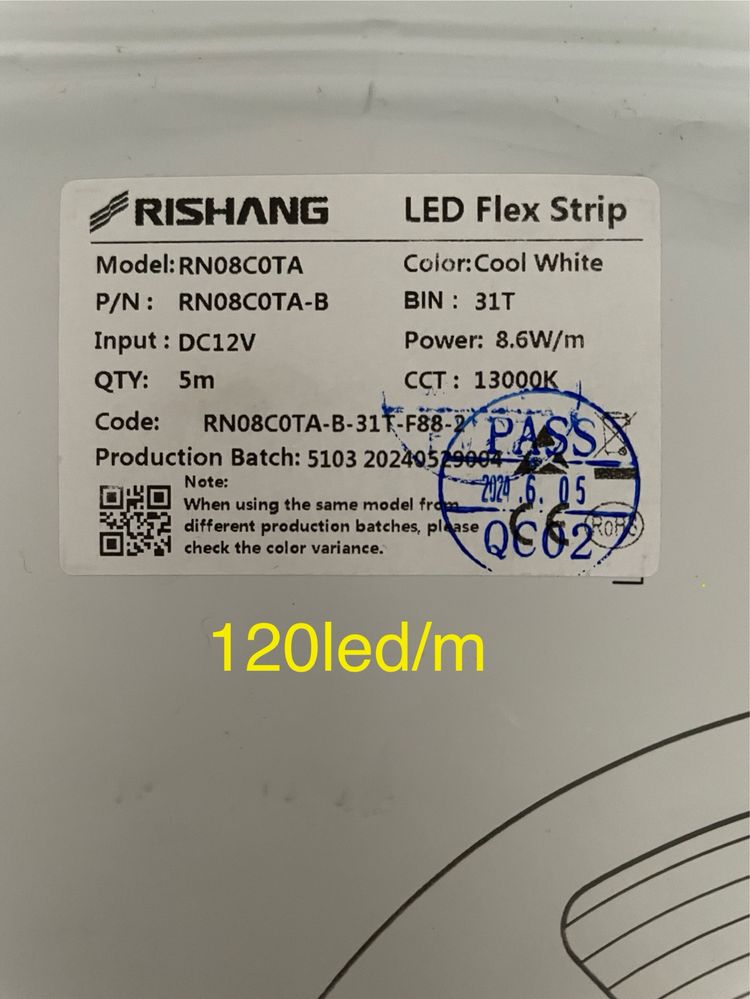 RISHANG
LED Flex Strip
Model: RN08C0TA
Color: Cool White
P/N : RN08C0TA-B
BIN : 31T
Input : DC12V
Power: 8.6W/m
QTY: 5m
CCT : 13000K
Code: RN08C0TA-B-31T-F88-2
Production Batch: 5103 20240529004
Note:
When using the same model from
different production batches, please
check the color variance.
PASS
2024.6.05
QC02
CE
RoHS
120led/m